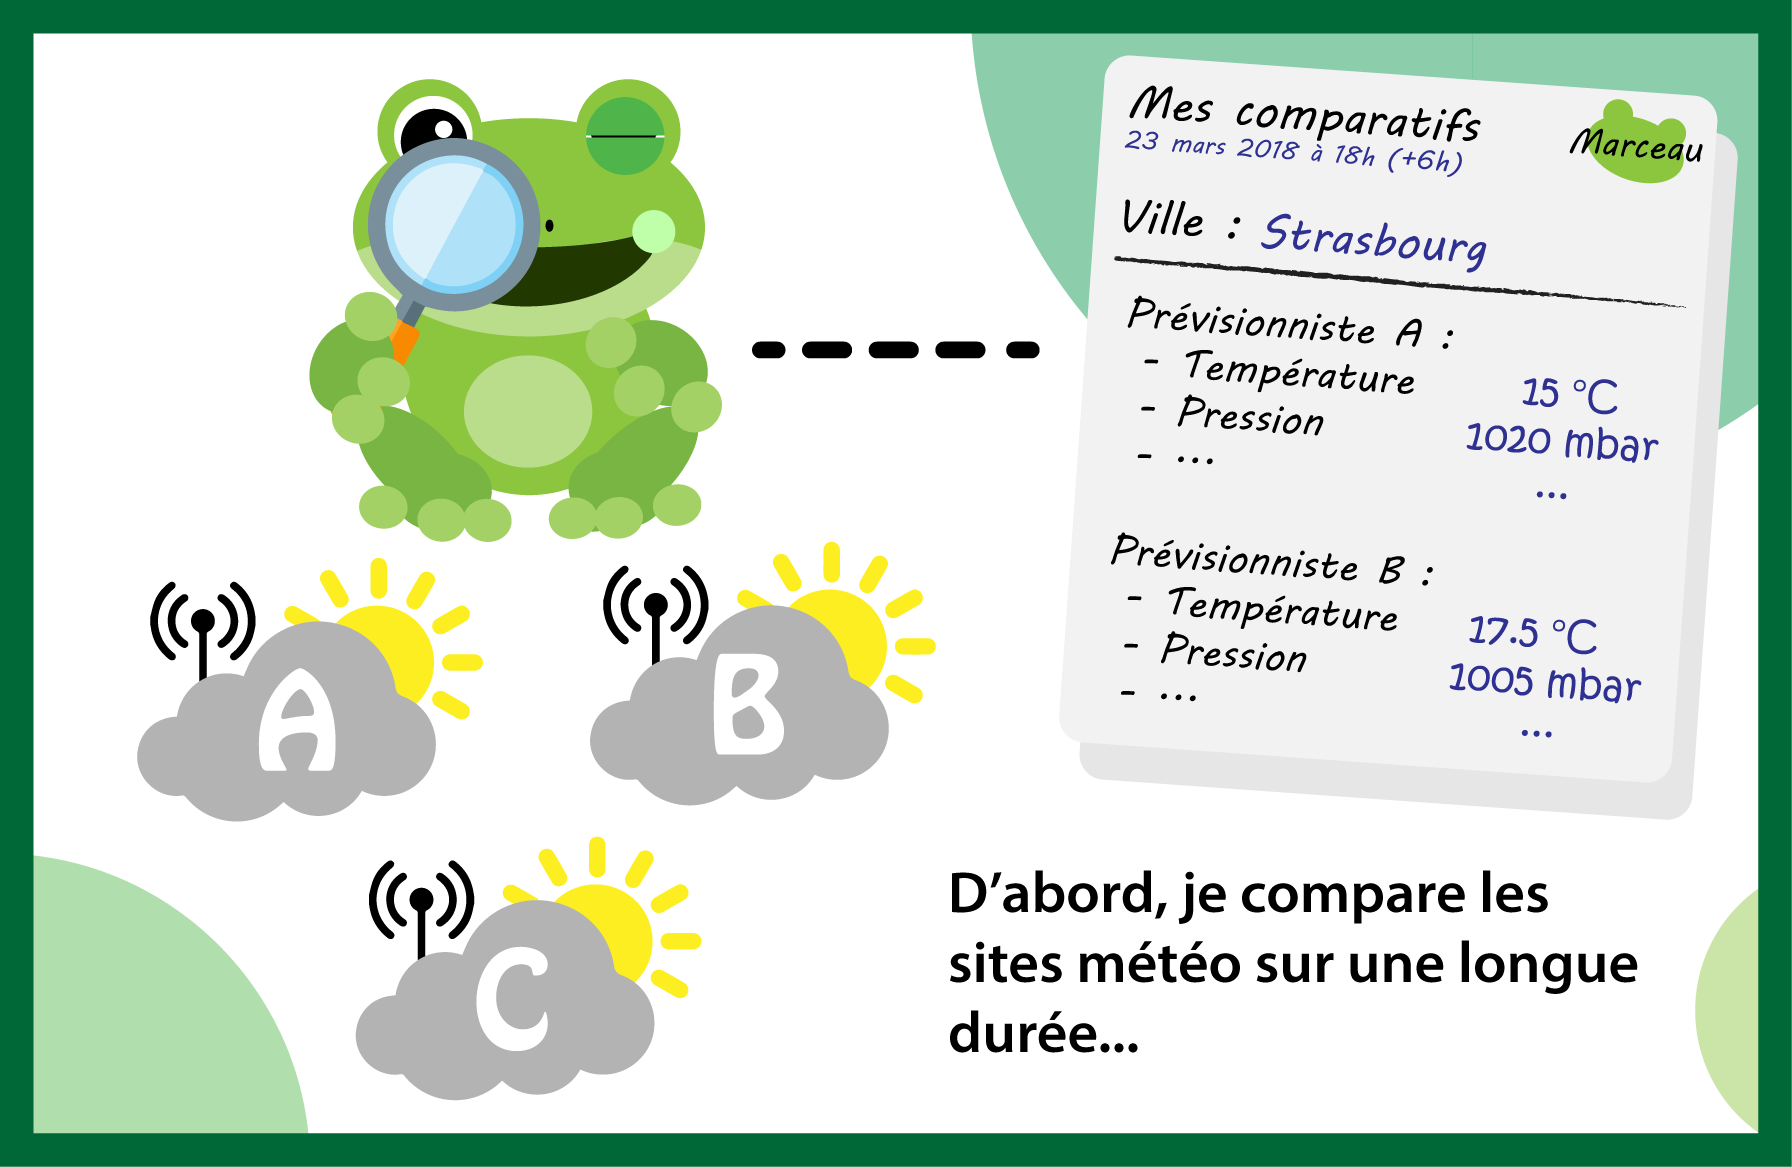 Mes comparatifs
23 mars 2018 à 18h (+6h)
Marceau
Ville : Strasbourg
Prévisionniste A :
- Température 15 °C
- Pression 1020 mbar
- ... ...
Prévisionniste B :
- Température 17.5 °C
- Pression 1005 mbar
- ... ...
A
B
C
D’abord, je compare les
sites météo sur une longue
durée...